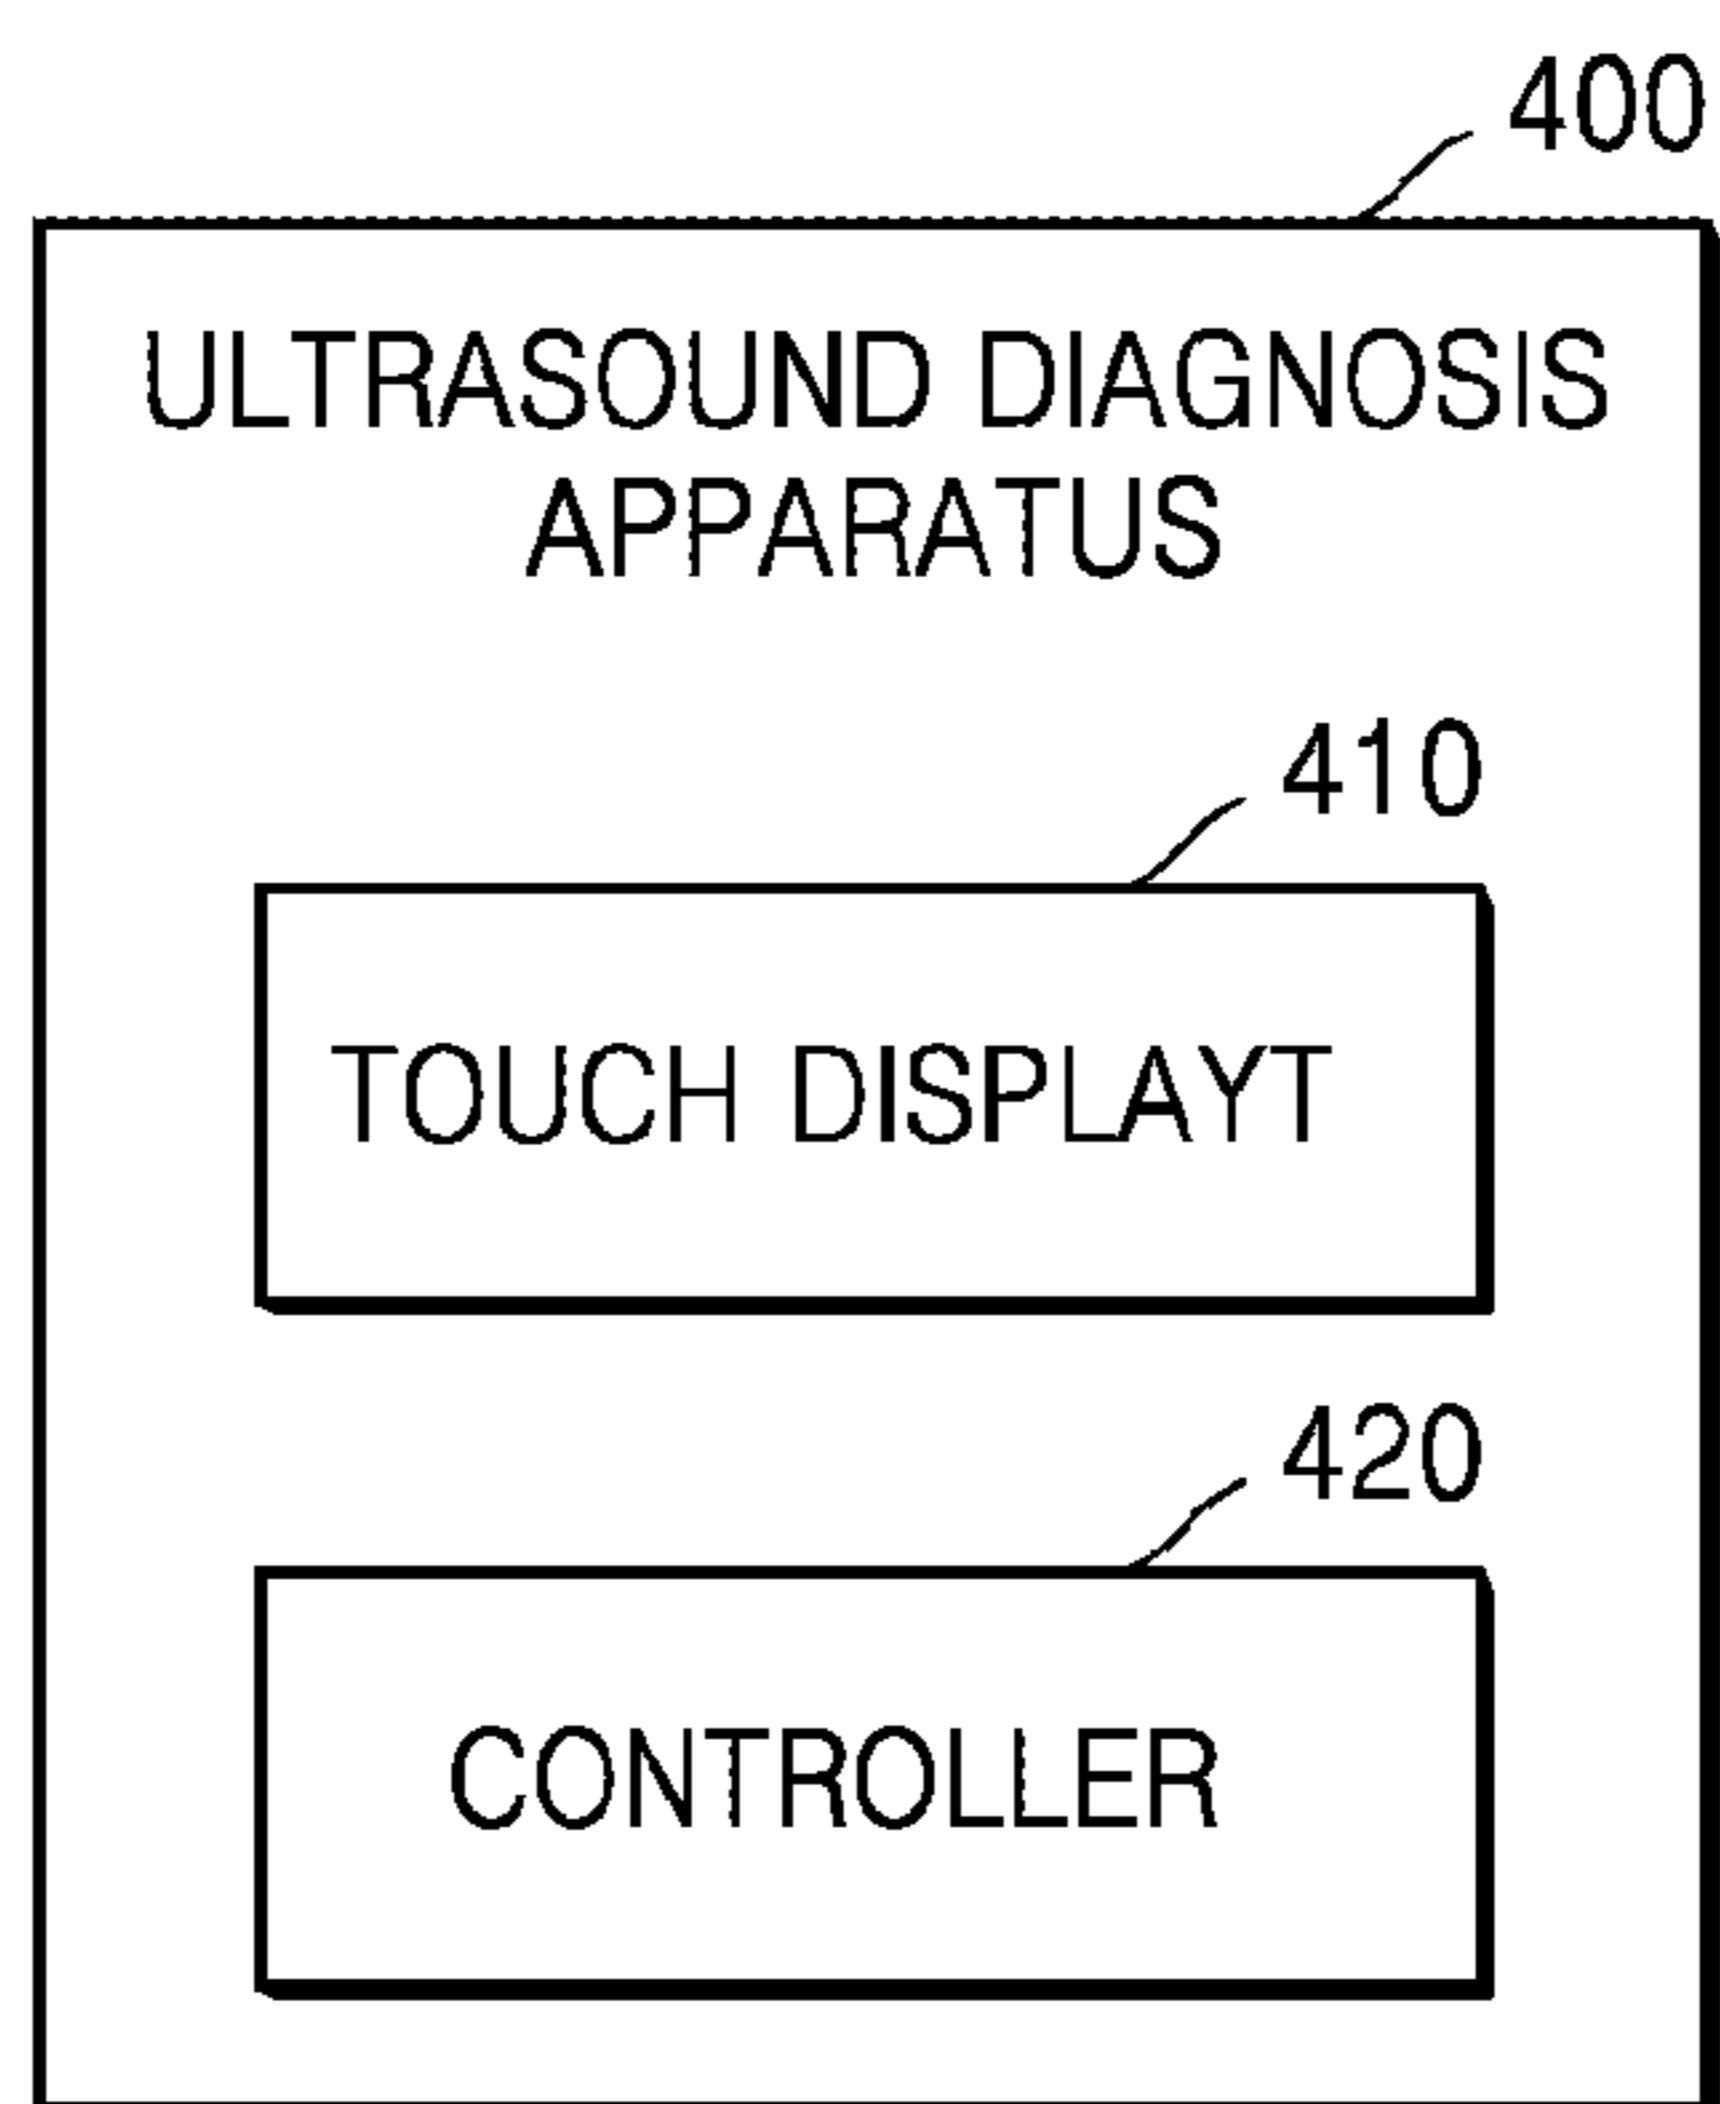 400
ULTRASOUND DIAGNOSIS
APPARATUS
410
TOUCH DISPLAYT
420
CONTROLLER